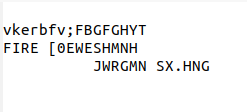 vkerbfv;FBGFGHYT
FIRE [0EWESHMNH
JWRGMN SX.HNG